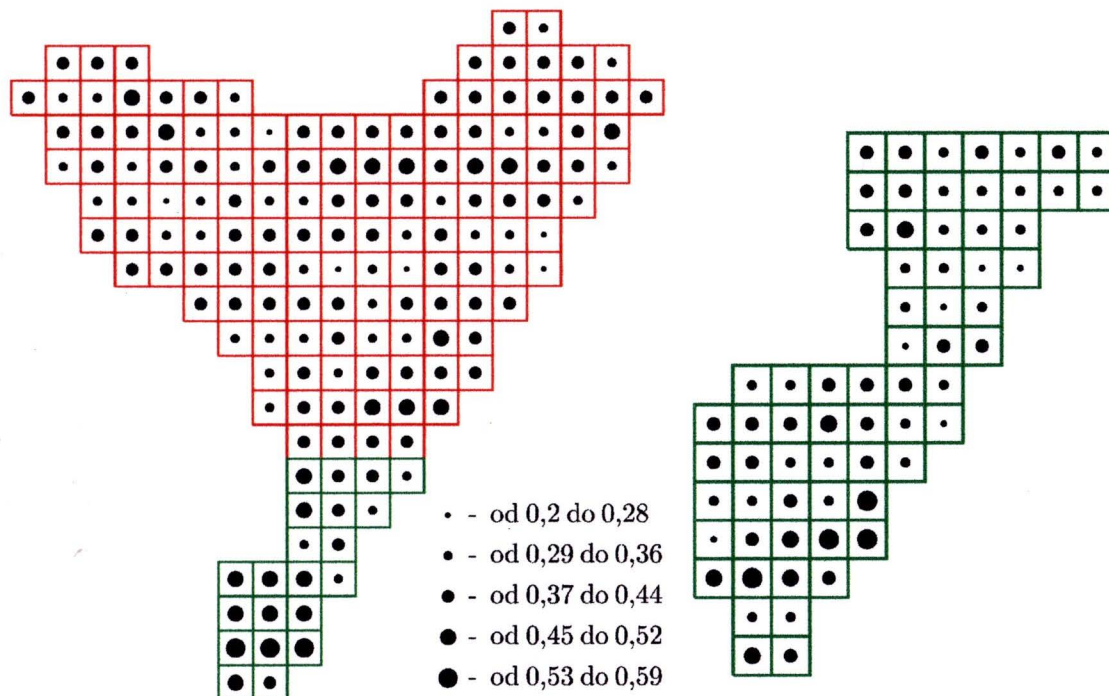 - od 0,2 do 0,28
- od 0,29 do 0,36
- od 0,37 do 0,44
- od 0,45 do 0,52
- od 0,53 do 0,59